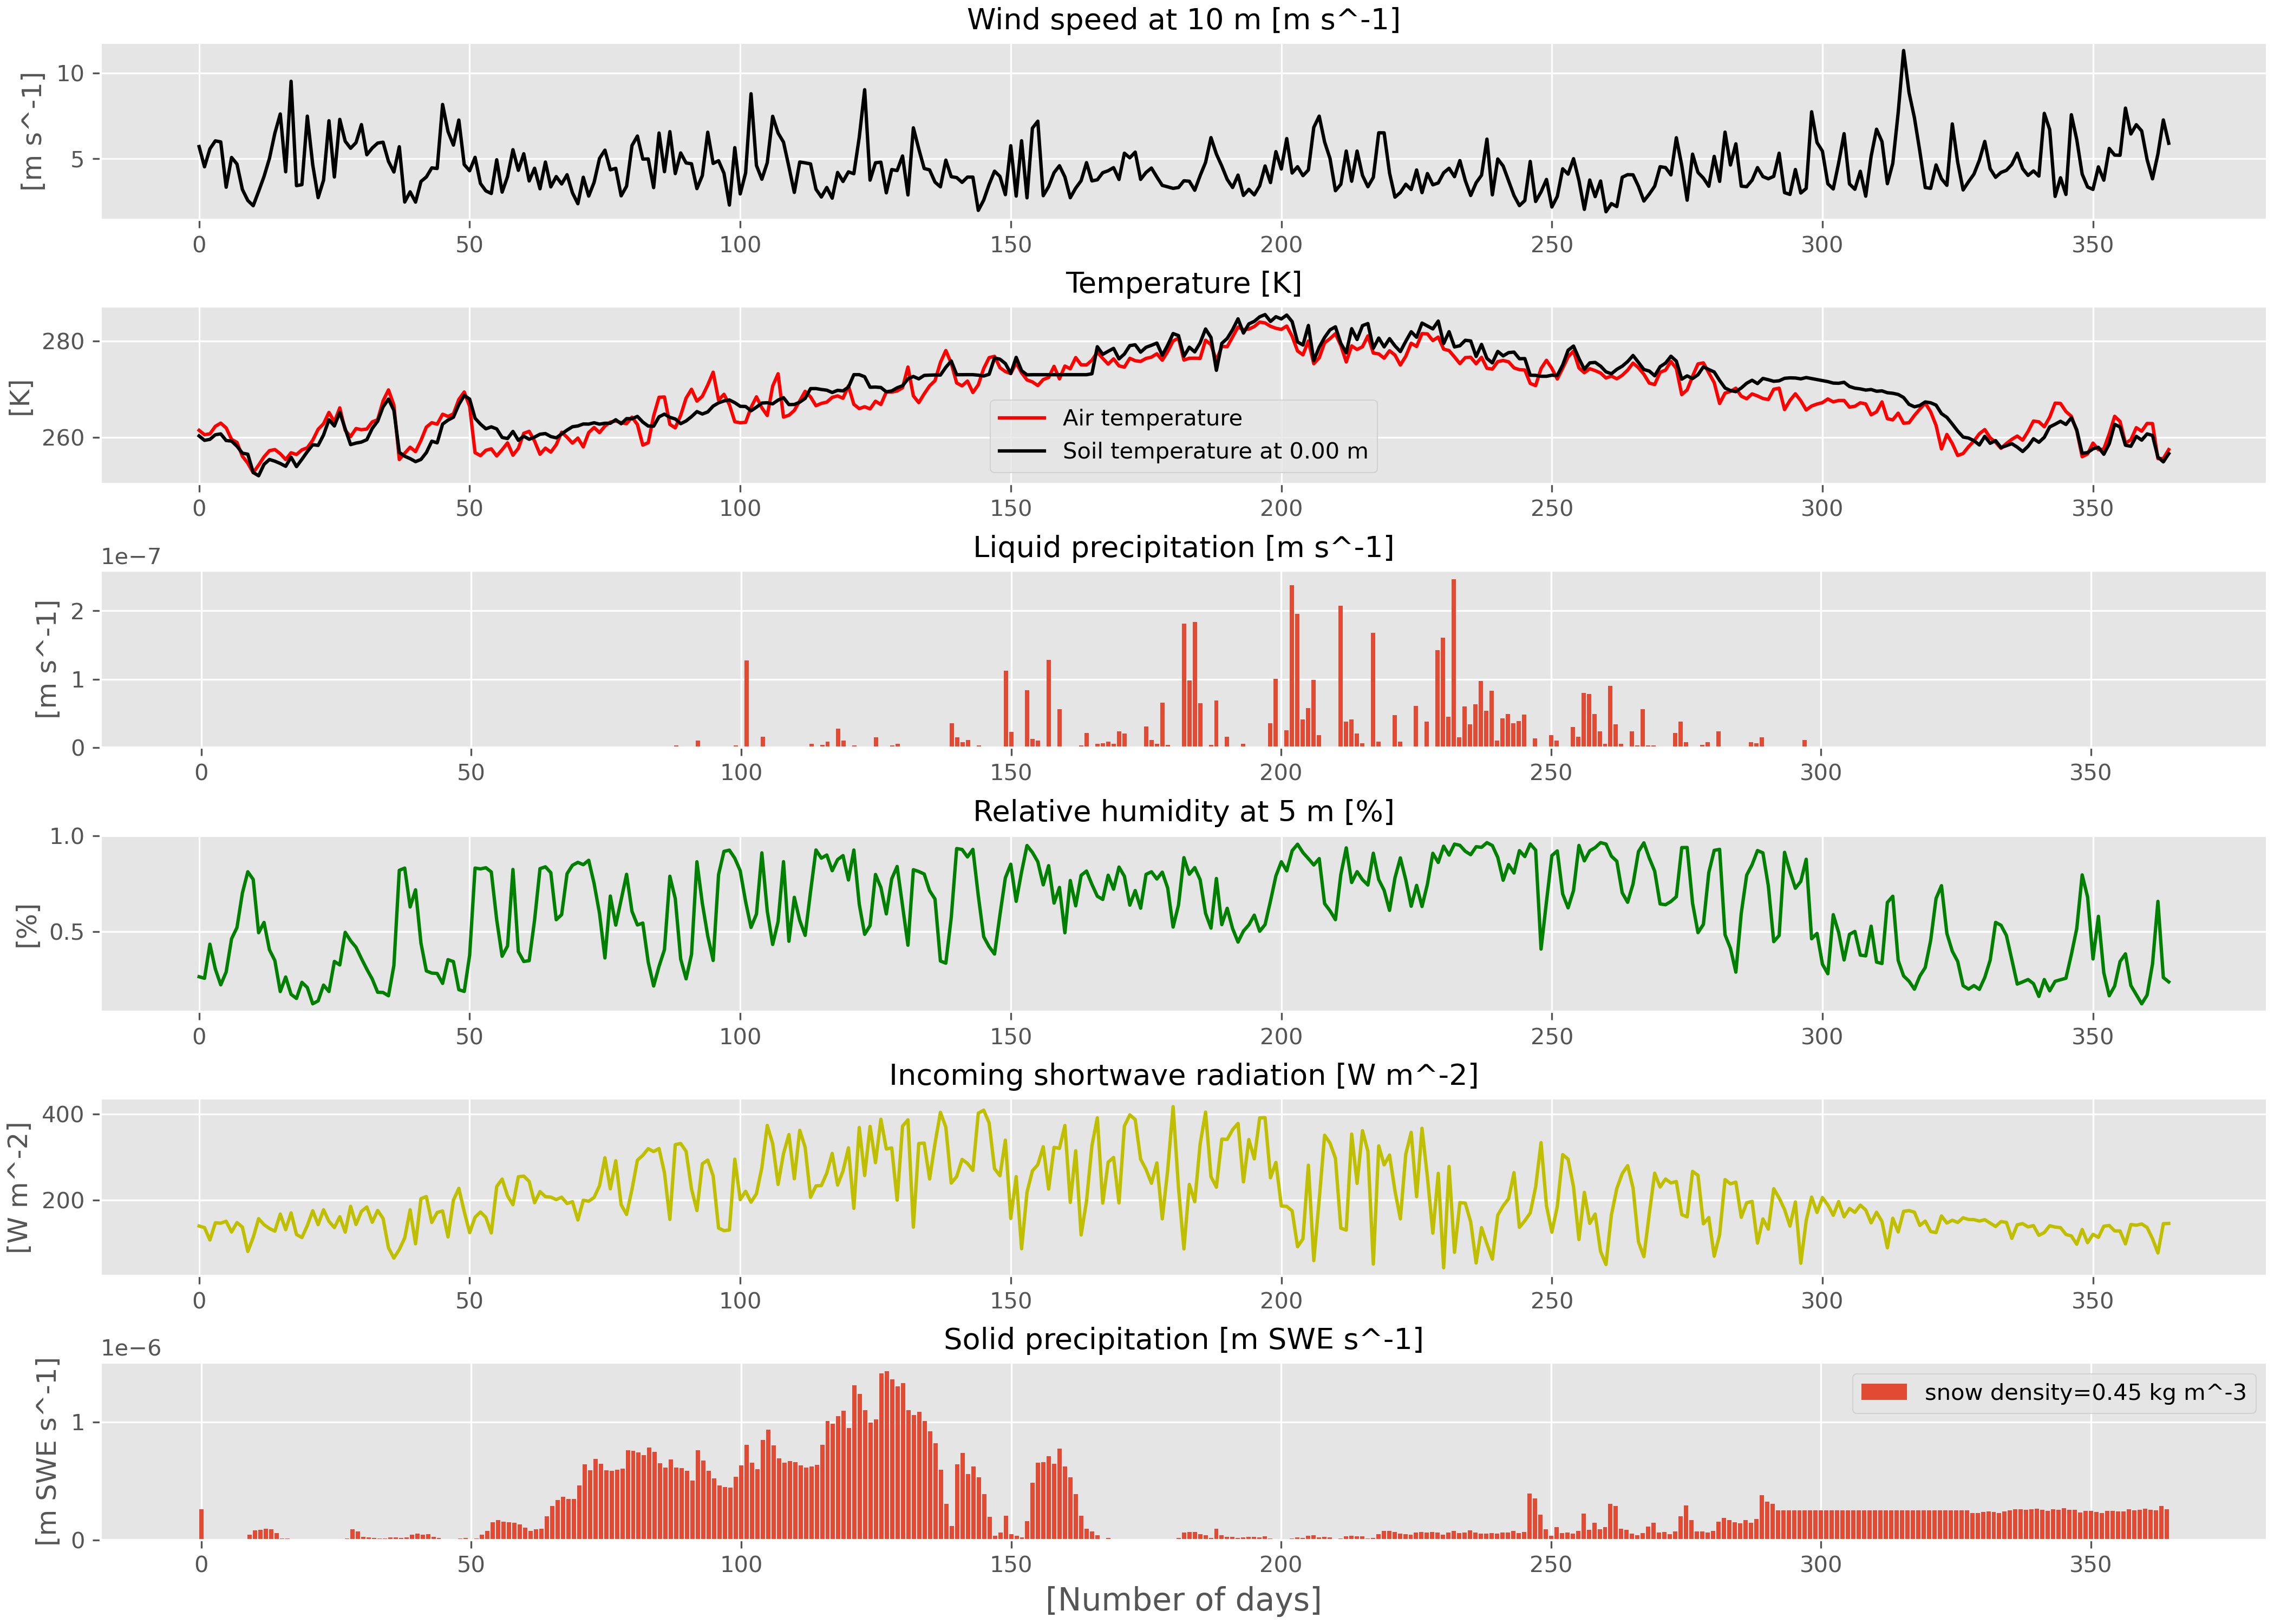 Wind speed at 10 m [m s^-1]
[m s^-1]
10
5
0 50 100 150 200 250 300 350
Temperature [K]
[K]
280
260
Air temperature
Soil temperature at 0.00 m
0 50 100 150 200 250 300 350
Liquid precipitation [m s^-1]
1e−7
[m s^-1]
2
1
0
0 50 100 150 200 250 300 350
Relative humidity at 5 m [%]
[%]
1.0
0.5
0 50 100 150 200 250 300 350
Incoming shortwave radiation [W m^-2]
[W m^-2]
400
200
0 50 100 150 200 250 300 350
Solid precipitation [m SWE s^-1]
1e−6
[m SWE s^-1]
snow density=0.45 kg m^-3
1
0
0 50 100 150 200 250 300 350
[Number of days]